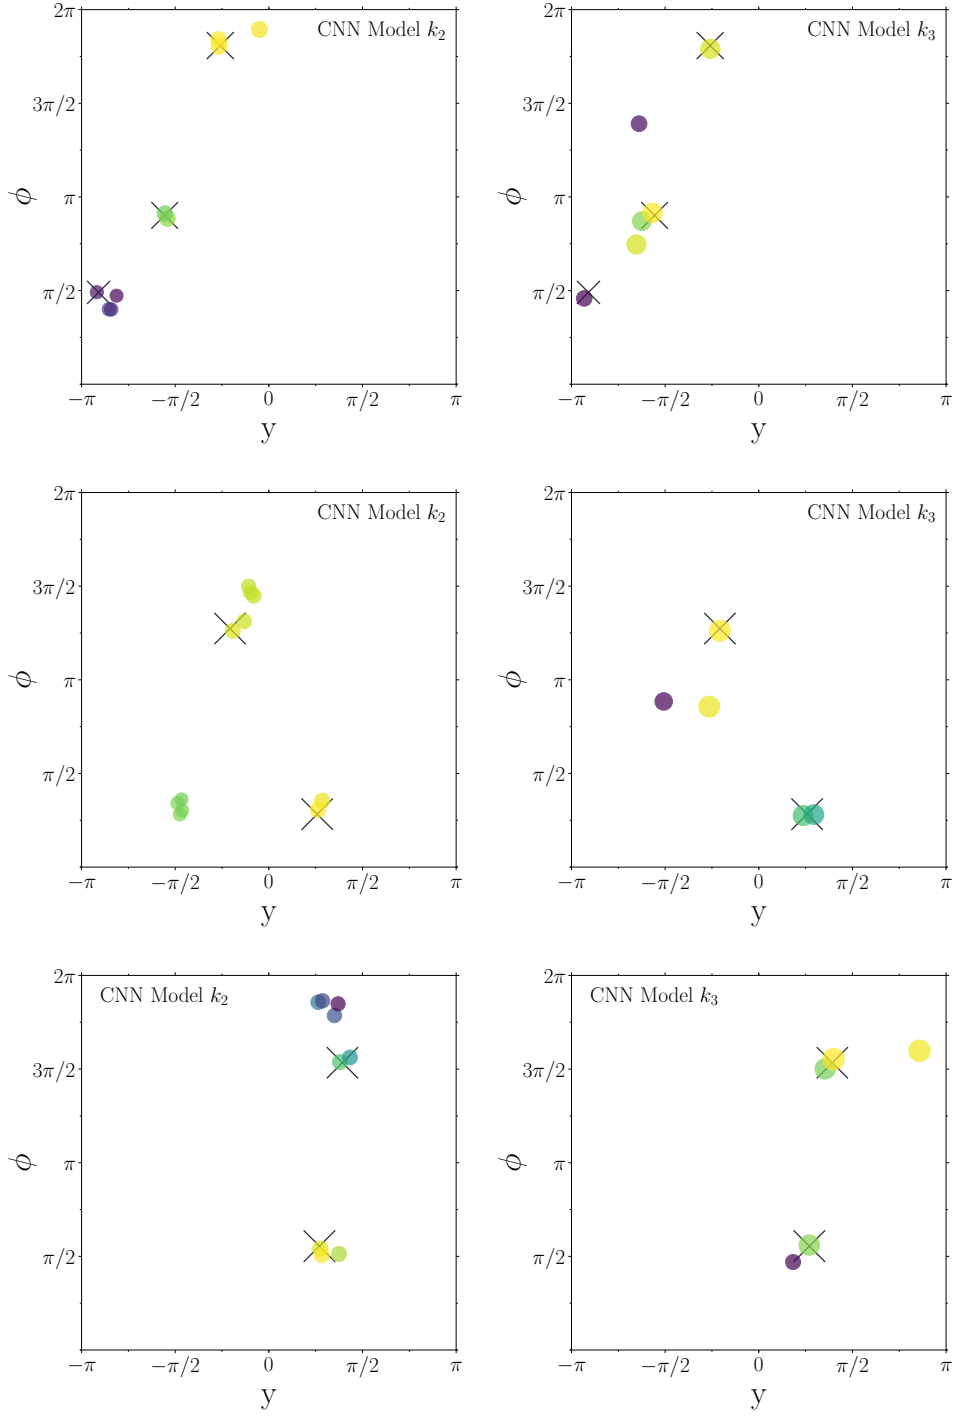 2π 2π
CNN Model k₂ CNN Model k₃
3π/2 3π/2
ϕ π ϕ π
π/2 π/2
−π −π/2 0 π/2 π −π −π/2 0 π/2 π
y y
2π 2π
CNN Model k₂ CNN Model k₃
3π/2 3π/2
ϕ π ϕ π
π/2 π/2
−π −π/2 0 π/2 π −π −π/2 0 π/2 π
y y
2π 2π
CNN Model k₂ CNN Model k₃
3π/2 3π/2
ϕ π ϕ π
π/2 π/2
−π −π/2 0 π/2 π −π −π/2 0 π/2 π
y y